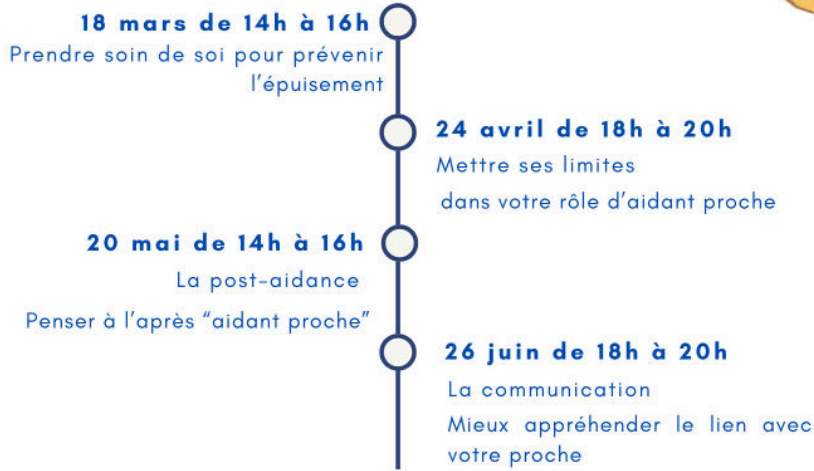 18 mars de 14h à 16h
Prendre soin de soi pour prévenir
l'épuisement
24 avril de 18h à 20h
Mettre ses limites
dans votre rôle d'aidant proche
20 mai de 14h à 16h
La post-aidance
Penser à l'après "aidant proche"
26 juin de 18h à 20h
La communication
Mieux appréhender le lien avec
votre proche